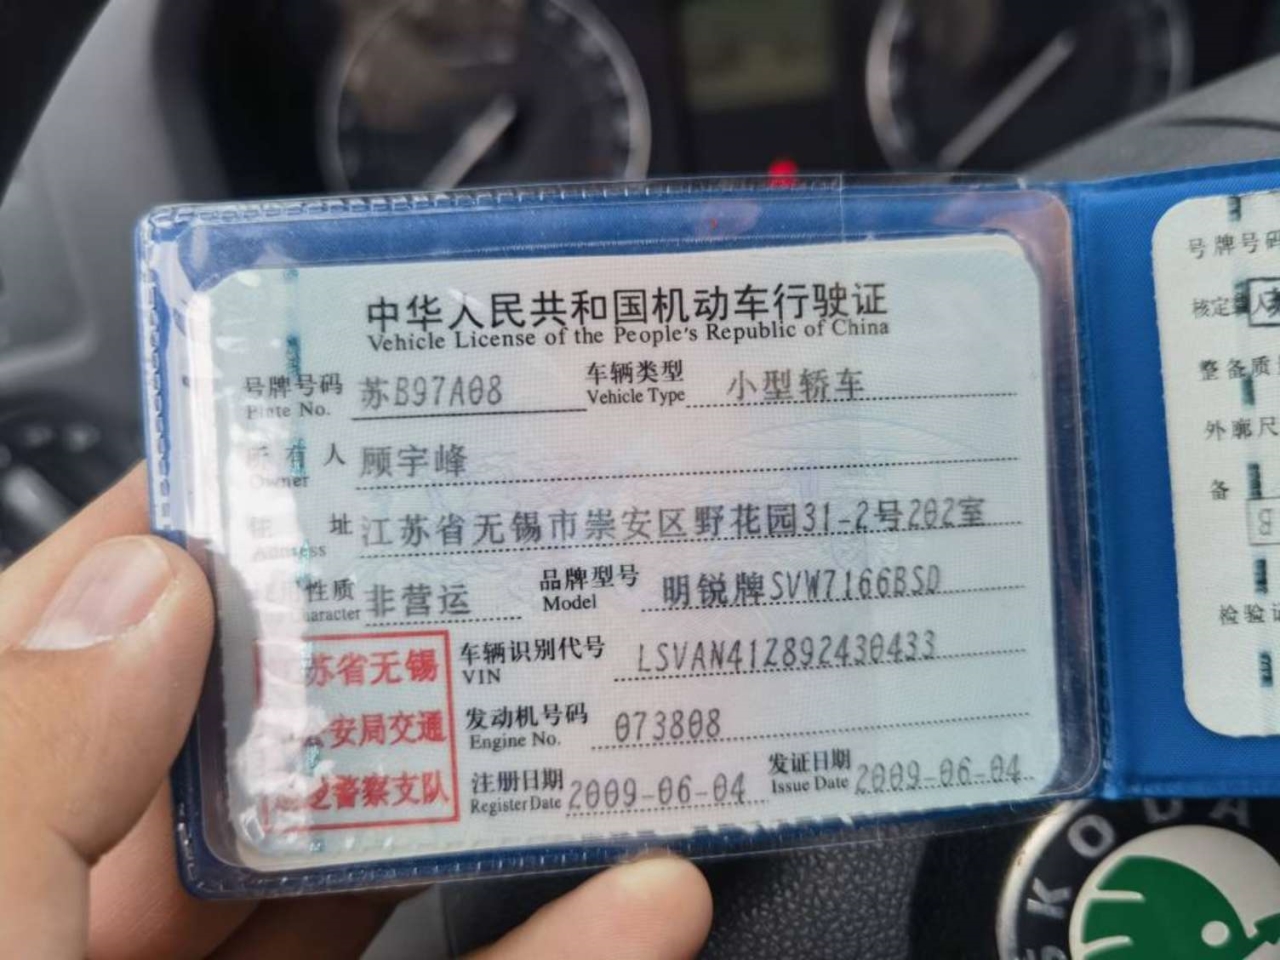 中华人民共和国机动车行驶证
Vehicle License of the People's Republic of China
号牌号码 苏B97A08 车辆类型 小型轿车
Plate No. Vehicle Type
所有人 顾宇峰
Owner
住址 江苏省无锡市崇安区野花园31-2号202室
Address
使用性质 非营运 品牌型号 明锐牌SVW7166BSD
Character Model
车辆识别代号 LSVAN41Z892430433
VIN
发动机号码 073808
Engine No.
注册日期 2009-06-04 发证日期 2009-06-04
Register Date Issue Date
苏省无锡
安局交通
警察支队
号牌号码
核定
人
整备质
外廓尺
备
检验
SKODA